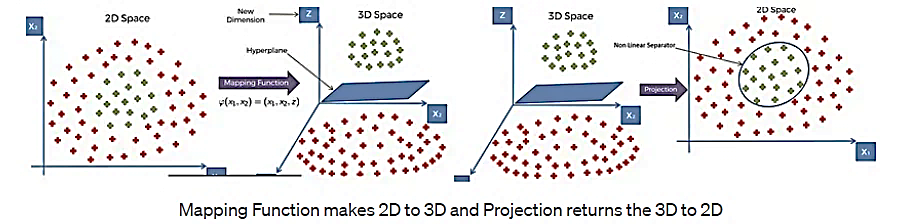 2D Space
X₂
New
Dimension
Z
3D Space
Hyperplane
Mapping Function
φ(x₁, x₂) = (x₁, x₂, z)
X₂
Z
3D Space
X₂
Projection
X₂
2D Space
Non Linear Separator
X₁
Mapping Function makes 2D to 3D and Projection returns the 3D to 2D